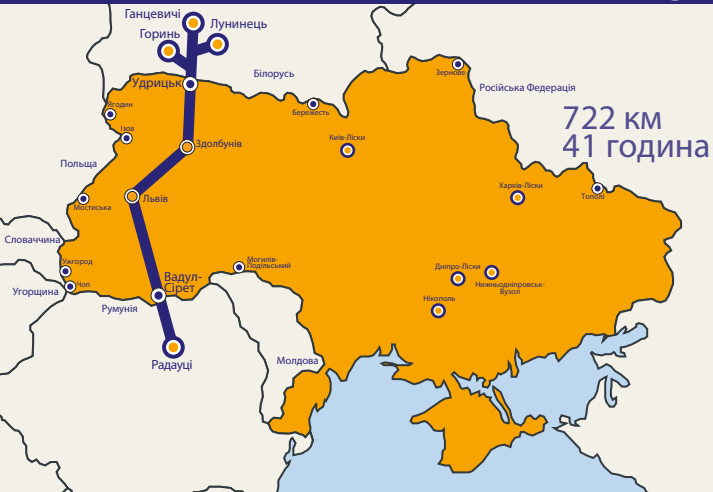 Ганцевичі
Горинь
Лунинець
Удрицьк
Білорусь
Зернове
Російська Федерація
Бережесть
Ягодин
Ізов
722 км
41 година
Київ-Ліски
Здолбунів
Польща
Харків-Ліски
Тополі
Мостиська
Львів
Словаччина
Ужгород
Чоп
Угорщина
Могилів-
Подільський
Вадул-
Сірет
Дніпро-Ліски
Нижньодніпровськ-
Вузол
Нікополь
Румунія
Молдова
Радауці